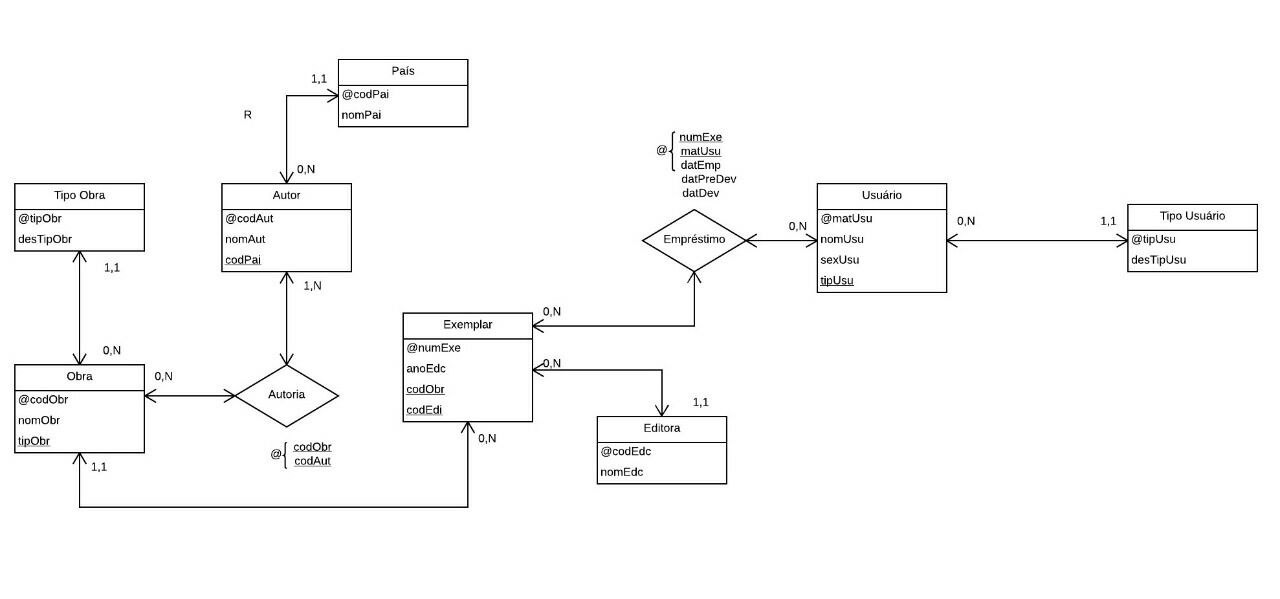 País
@codPai
nomPai
1,1
R
0,N
Tipo Obra
@tipObr
desTipObr
Autor
@codAut
nomAut
codPai
1,1
1,N
0,N
Obra
@codObr
nomObr
tipObr
0,N
Autoria
@
codObr
codAut
1,1
Exemplar
@numExe
anoEdc
codObr
codEdi
0,N
0,N
0,N
1,1
Editora
@codEdc
nomEdc
@
numExe
matUsu
datEmp
datPreDev
datDev
Empréstimo
0,N
Usuário
@matUsu
nomUsu
sexUsu
tipUsu
0,N
1,1
Tipo Usuário
@tipUsu
desTipUsu